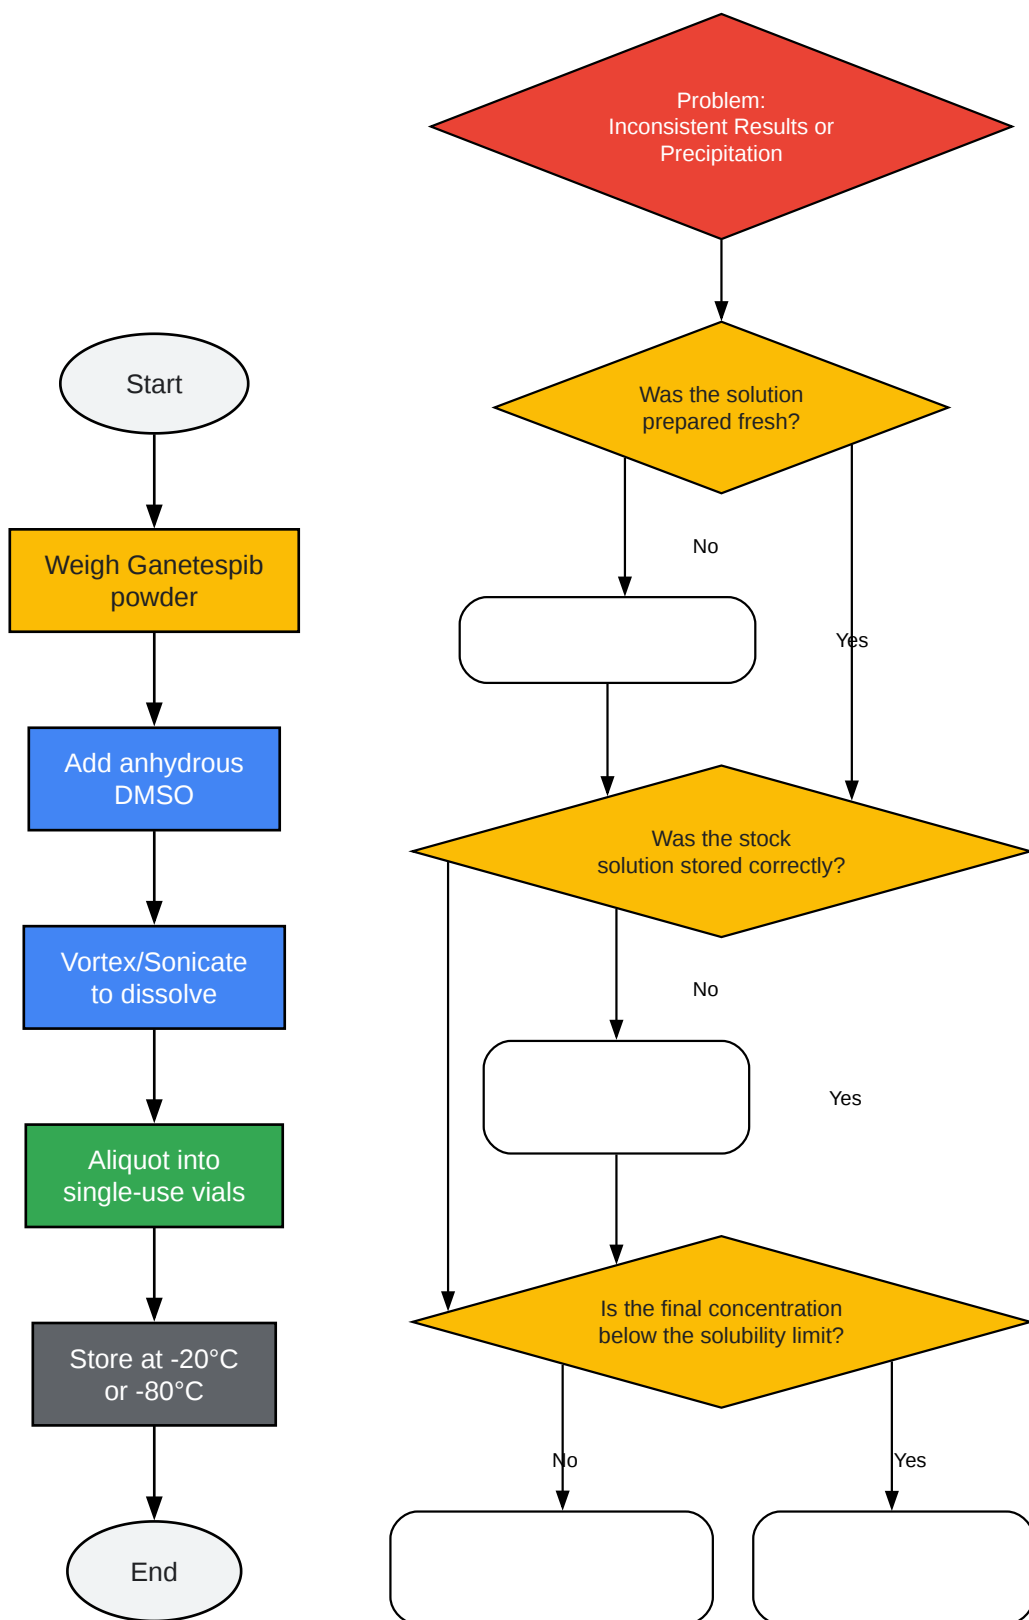 Start
Weigh Ganetespib
powder
Add anhydrous
DMSO
Vortex/Sonicate
to dissolve
Aliquot into
single-use vials
Store at -20°C
or -80°C
End
Problem:
Inconsistent Results or
Precipitation
Was the solution
prepared fresh?
No
Yes
Was the stock
solution stored correctly?
No
Yes
Is the final concentration
below the solubility limit?
No
Yes